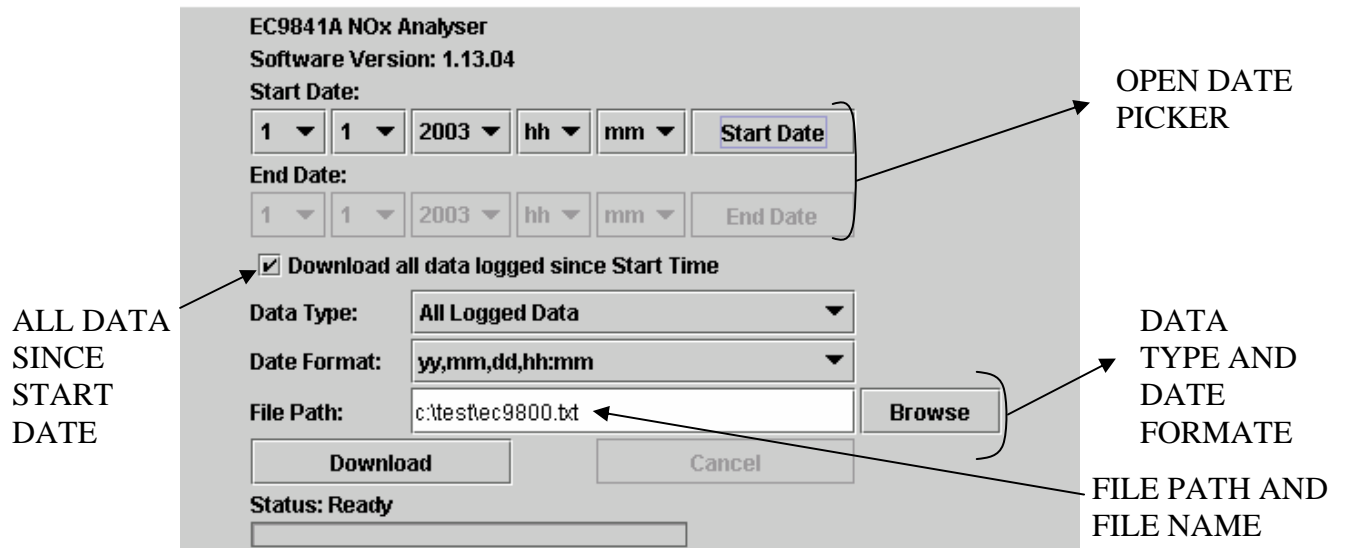 EC9841A NOx Analyser
Software Version: 1.13.04
Start Date:
1 1 2003 hh mm Start Date
End Date:
1 1 2003 hh mm End Date
Download all data logged since Start Time
Data Type: All Logged Data
Date Format: yy,mm,dd,hh:mm
File Path: c:\test\ec9800.txt Browse
Download Cancel
Status: Ready
OPEN DATE
PICKER
ALL DATA
SINCE
START
DATE
DATA
TYPE AND
DATE
FORMATE
FILE PATH AND
FILE NAME